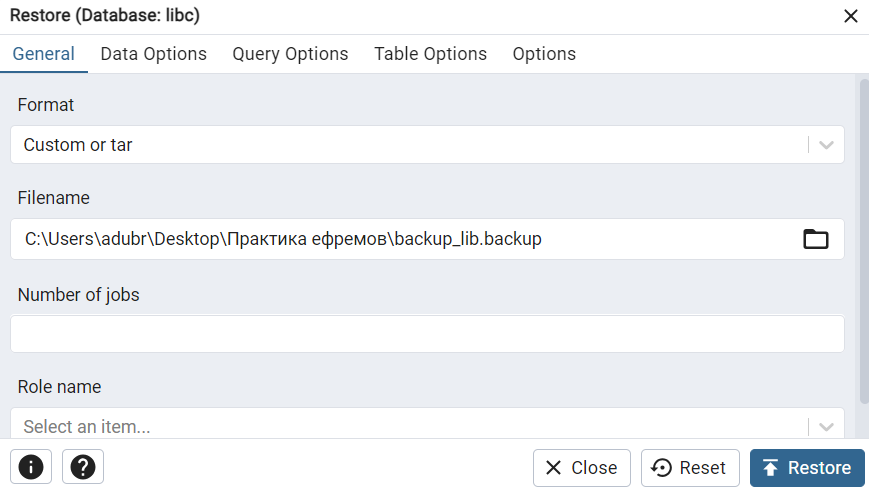 Restore (Database: libc)
General Data Options Query Options Table Options Options
Format
Custom or tar
Filename
C:\Users\adubr\Desktop\Практика ефремов\backup_lib.backup
Number of jobs
Role name
Select an item...
Close Reset Restore